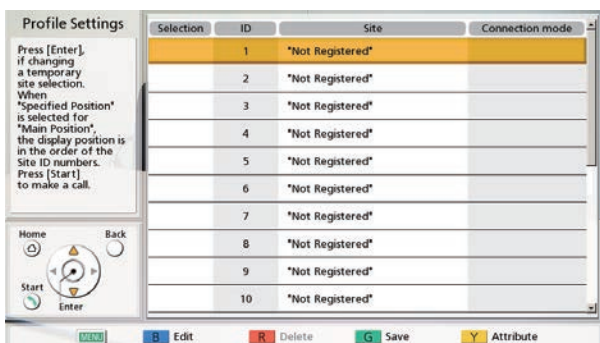 Profile Settings
Press [Enter],
if changing
a temporary
site selection.
When
"Specified Position"
is selected for
"Main Position",
the display position is
in the order of the
Site ID numbers.
Press [Start]
to make a call.
Home Back
Start
Enter
Selection ID Site Connection mode
1 "Not Registered"
2 "Not Registered"
3 "Not Registered"
4 "Not Registered"
5 "Not Registered"
6 "Not Registered"
7 "Not Registered"
8 "Not Registered"
9 "Not Registered"
10 "Not Registered"
MENU B Edit R Delete G Save Y Attribute